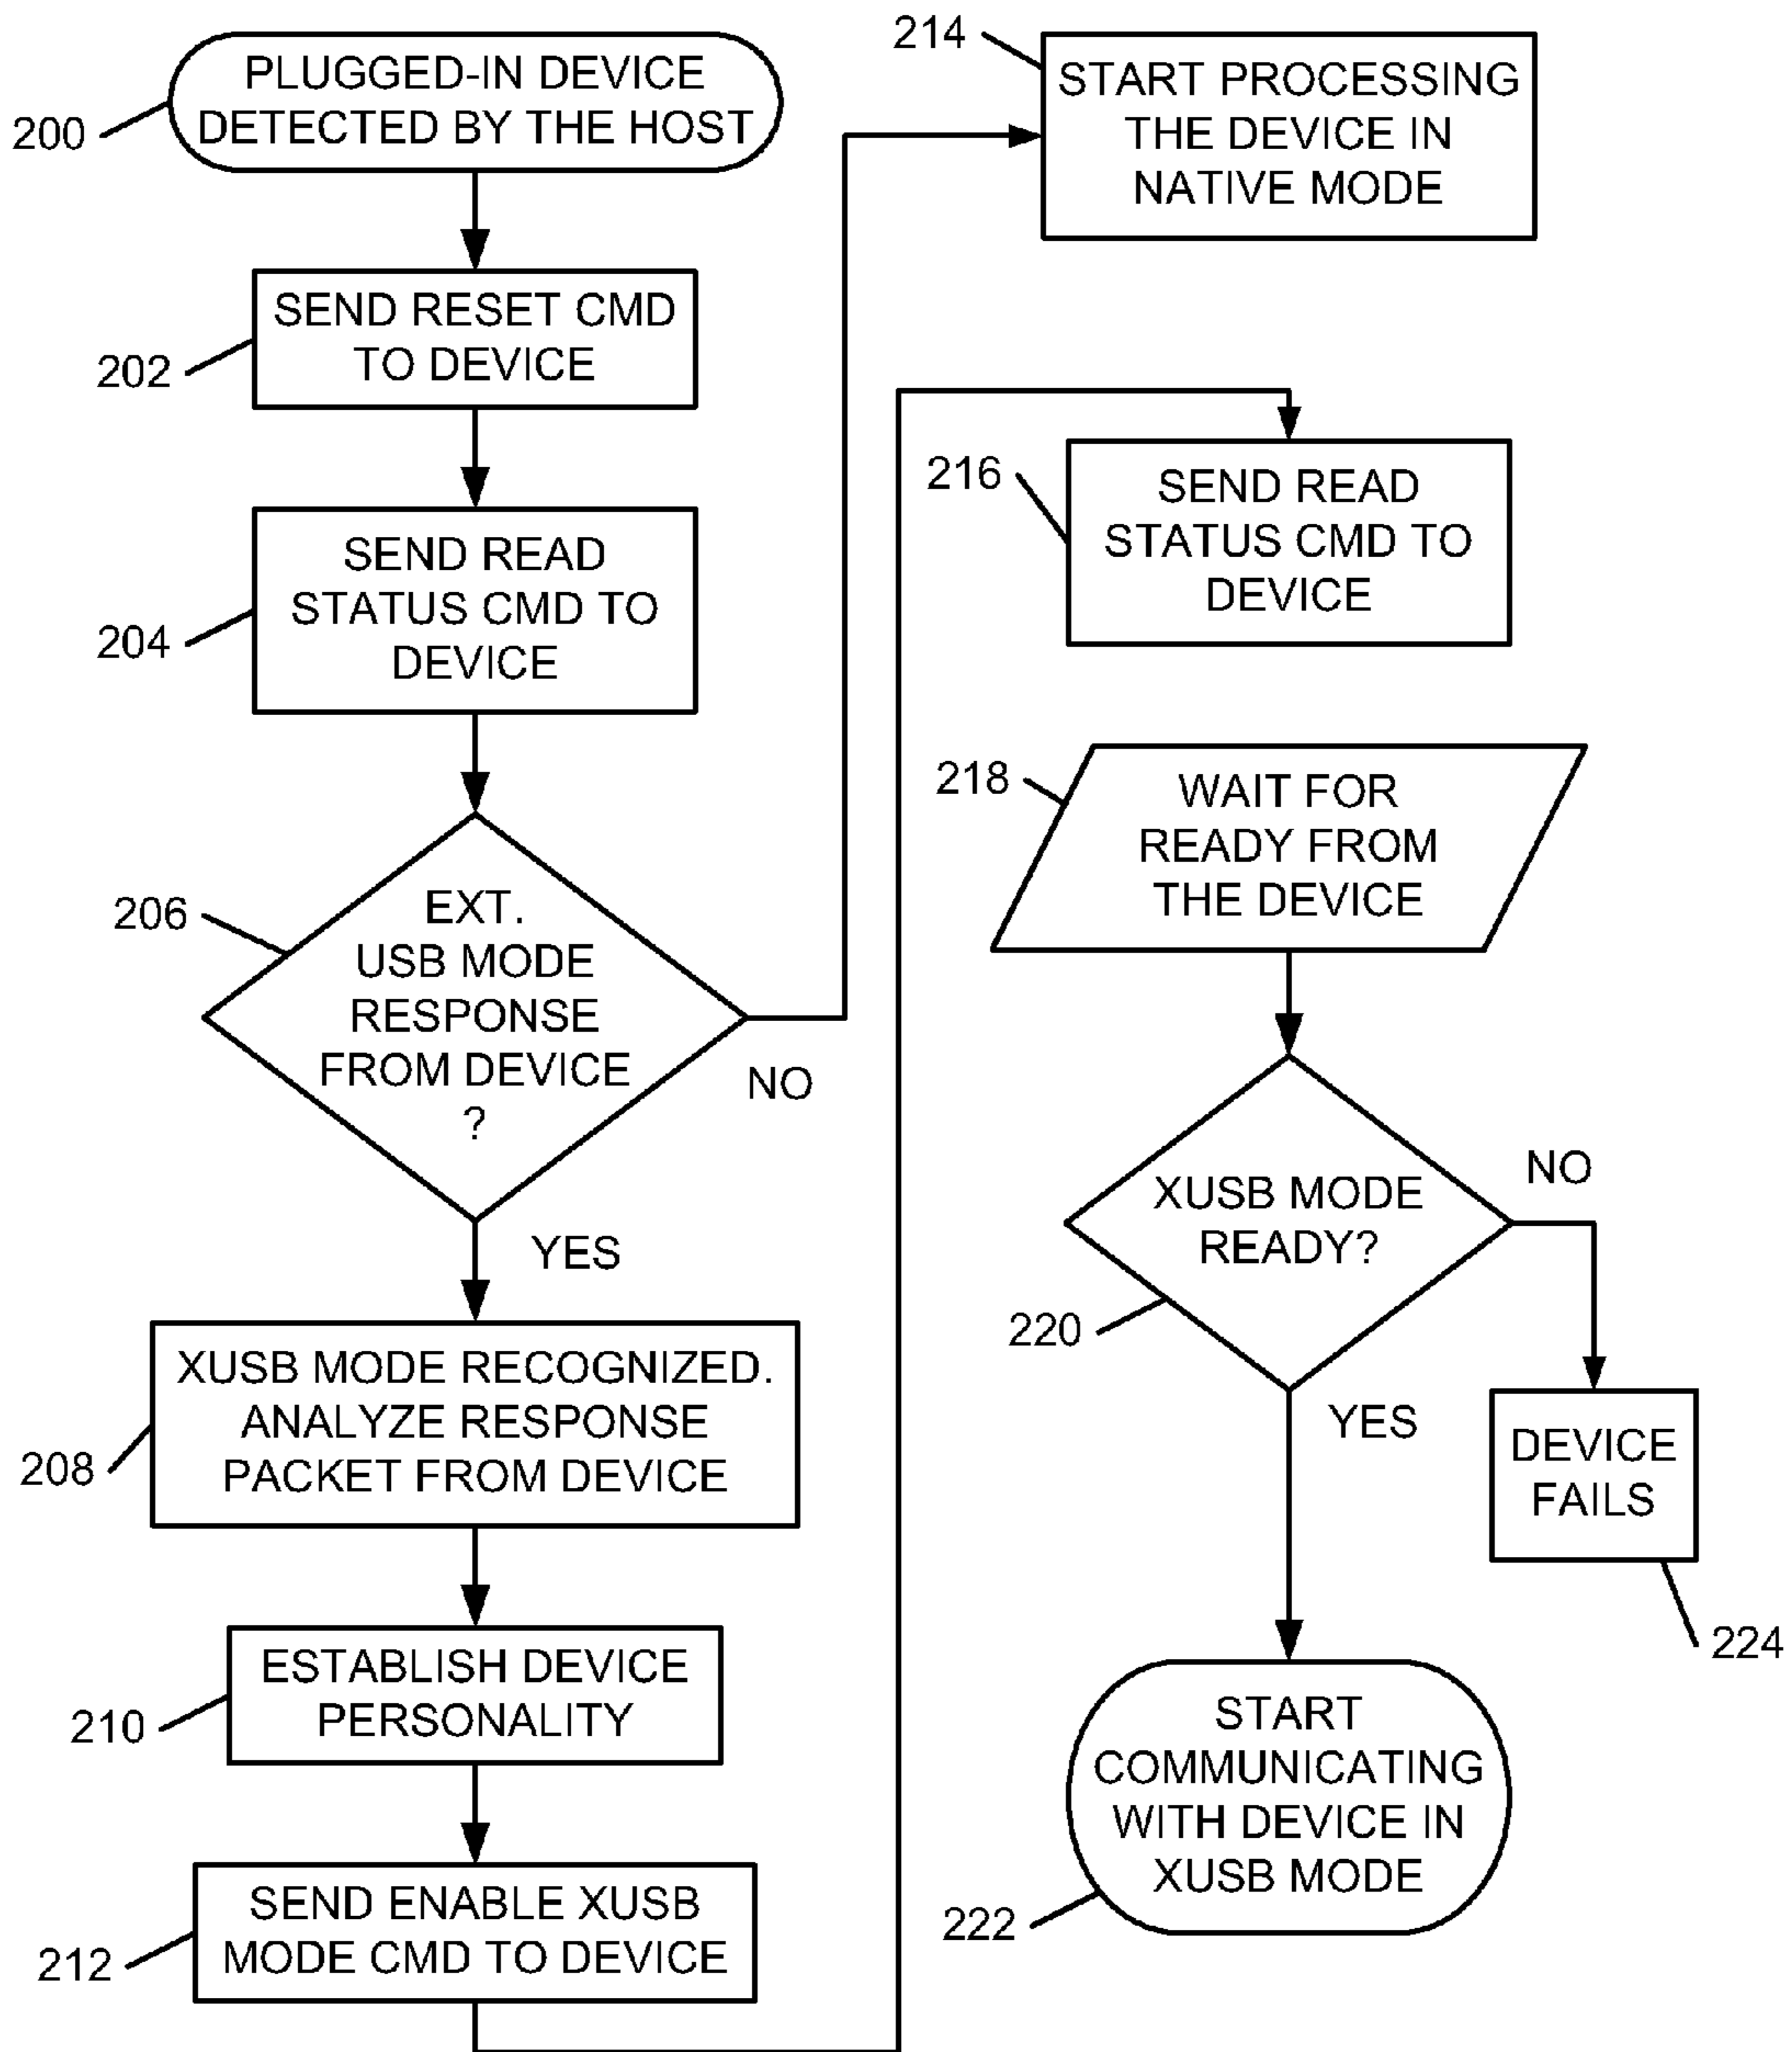 200
PLUGGED-IN DEVICE
DETECTED BY THE HOST
202
SEND RESET CMD
TO DEVICE
204
SEND READ
STATUS CMD TO
DEVICE
206
EXT.
USB MODE
RESPONSE
FROM DEVICE
?
NO
YES
208
XUSB MODE RECOGNIZED.
ANALYZE RESPONSE
PACKET FROM DEVICE
210
ESTABLISH DEVICE
PERSONALITY
212
SEND ENABLE XUSB
MODE CMD TO DEVICE
214
START PROCESSING
THE DEVICE IN
NATIVE MODE
216
SEND READ
STATUS CMD TO
DEVICE
218
WAIT FOR
READY FROM
THE DEVICE
220
XUSB MODE
READY?
NO
YES
DEVICE
FAILS
224
222
START
COMMUNICATING
WITH DEVICE IN
XUSB MODE